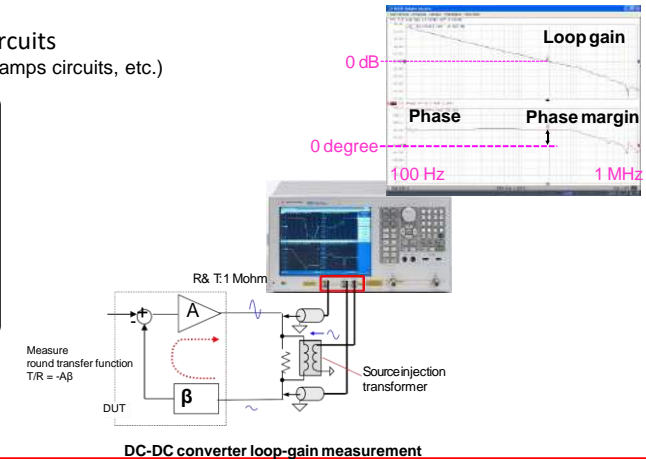 rcuits
amps circuits, etc.)
Loop gain
0 dB
Phase
Phase margin
0 degree
100 Hz
1 MHz
R& T:1 Mohm
A
+
-
Measure
round transfer function
T/R = -Aβ
β
DUT
Source injection
transformer
DC-DC converter loop-gain measurement